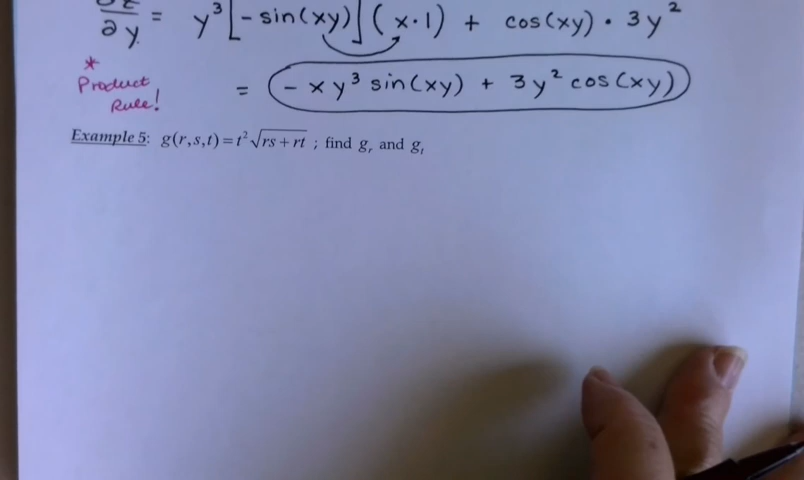 ∂y = y³[-sin(xy)](x·1) + cos(xy) · 3y²
* Product Rule!
= -xy³ sin(xy) + 3y² cos(xy)
Example 5: g(r,s,t) = t²√(rs + rt) ; find gᵣ and gₜ